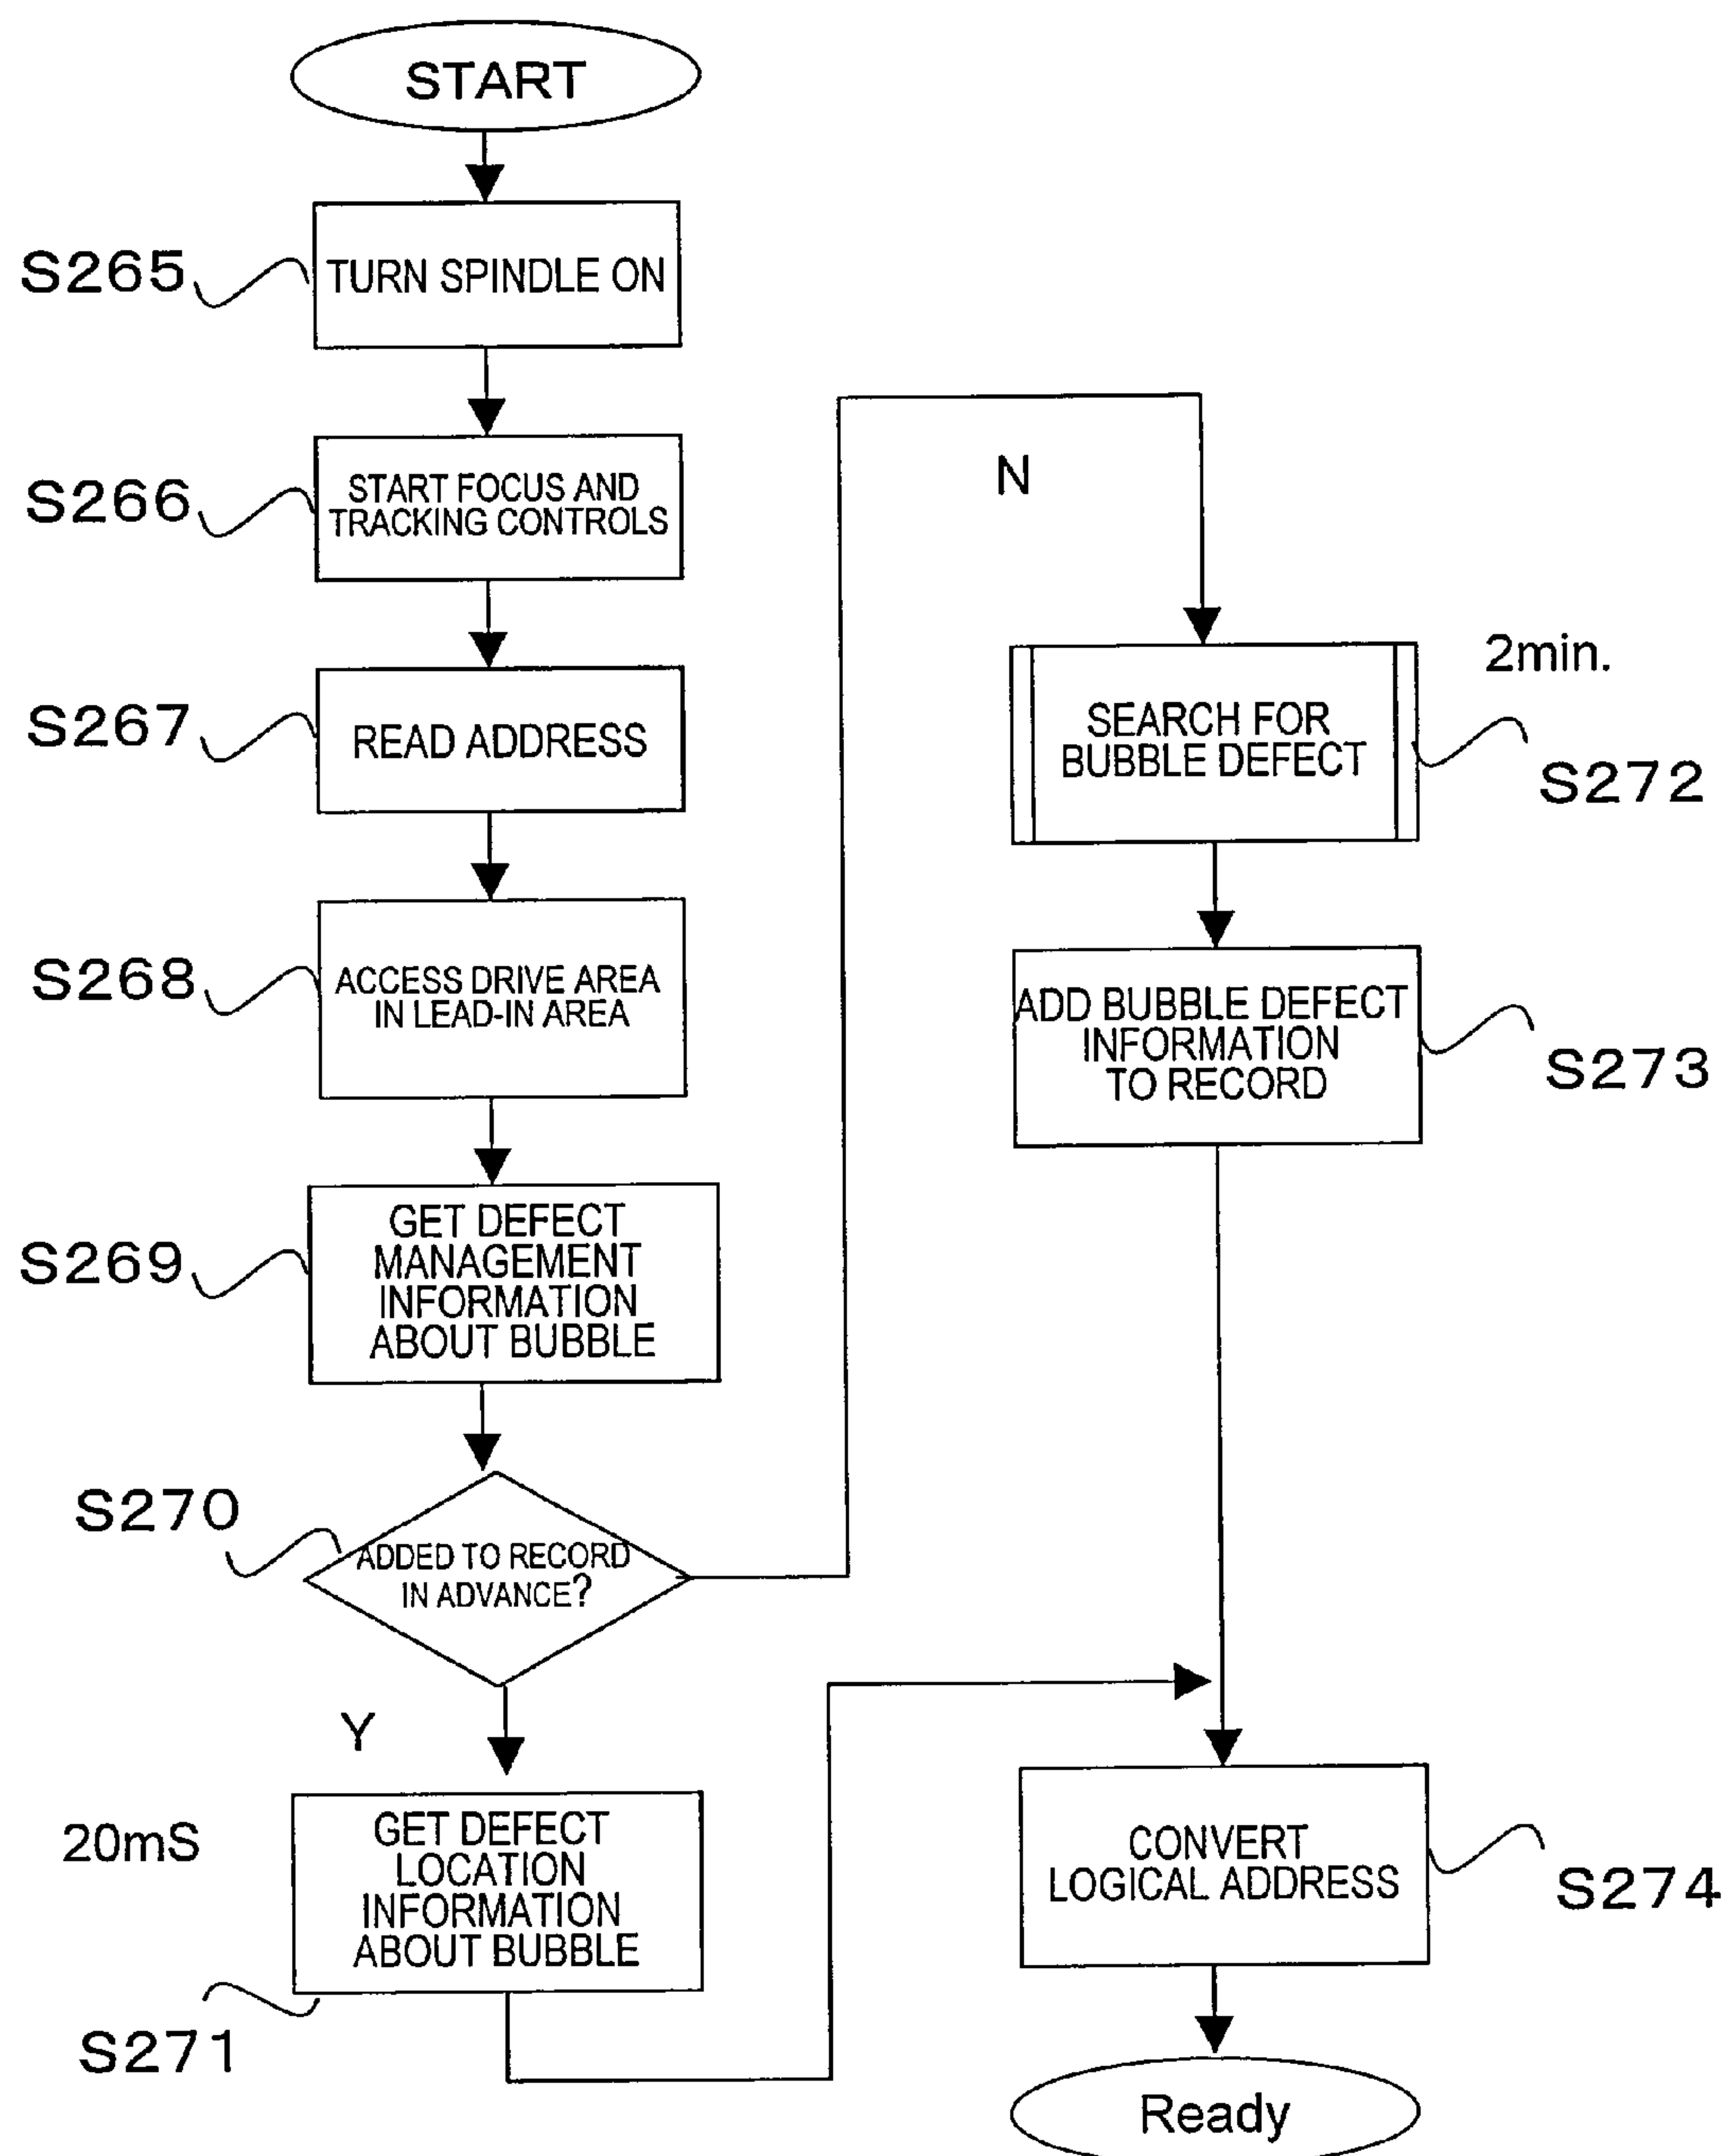 START
S265
TURN SPINDLE ON
S266
START FOCUS AND
TRACKING CONTROLS
S267
READ ADDRESS
S268
ACCESS DRIVE AREA
IN LEAD-IN AREA
S269
GET DEFECT
MANAGEMENT
INFORMATION
ABOUT BUBBLE
S270
ADDED TO RECORD
IN ADVANCE?
Y
20mS
GET DEFECT
LOCATION
INFORMATION
ABOUT BUBBLE
S271
N
2min.
SEARCH FOR
BUBBLE DEFECT
S272
ADD BUBBLE DEFECT
INFORMATION
TO RECORD
S273
CONVERT
LOGICAL ADDRESS
S274
Ready